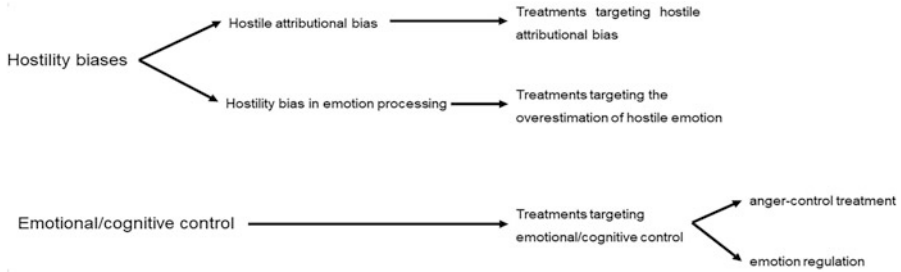 Hostile attributional bias
Treatments targeting hostile
attributional bias
Hostility biases
Hostility bias in emotion processing
Treatments targeting the
overestimation of hostile emotion
Emotional/cognitive control
Treatments targeting
emotional/cognitive control
anger-control treatment
emotion regulation